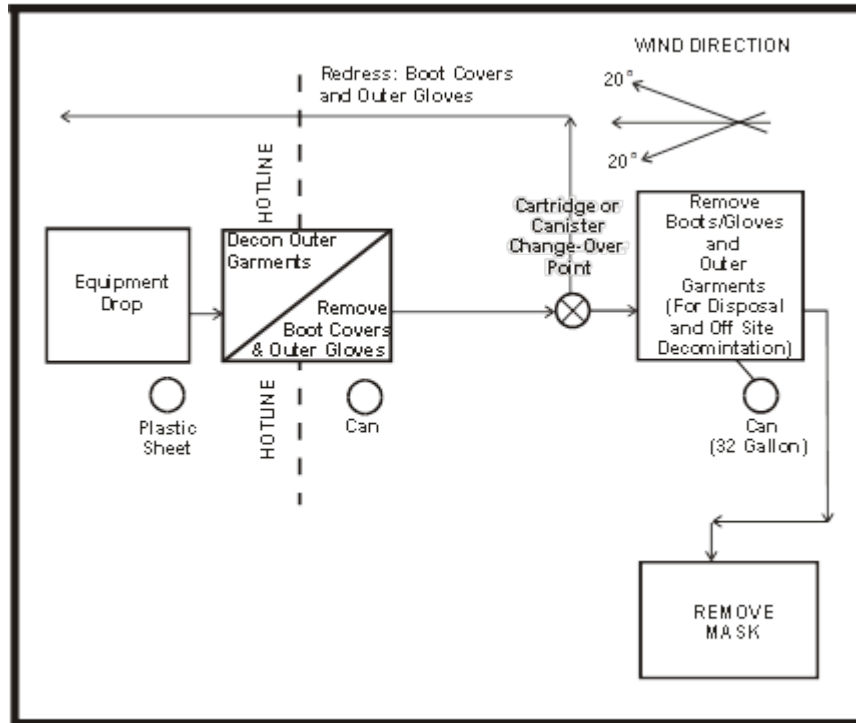 WIND DIRECTION
Redress: Boot Covers
and Outer Gloves
20°
20°
HOTLINE
Cartridge or
Canister
Change-Over
Point
Remove
Boots/Gloves
and
Outer
Garments
(For Disposal
and Off Site
Decomintation)
Equipment
Drop
Decon Outer
Garments
Remove
Boot Covers
& Outer Gloves
HOTLINE
Plastic
Sheet
Can
Can
(32 Gallon)
REMOVE
MASK